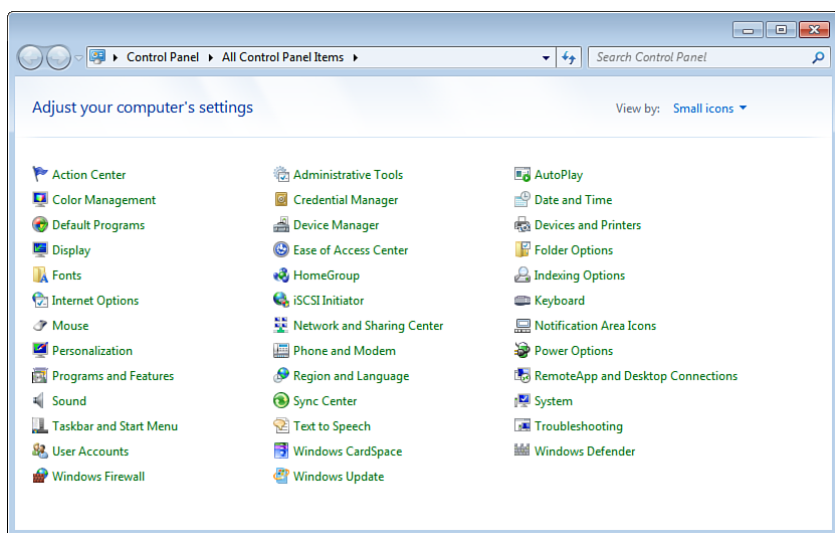 Control Panel All Control Panel Items Search Control Panel
Adjust your computer's settings View by: Small icons
Action Center Administrative Tools AutoPlay
Color Management Credential Manager Date and Time
Default Programs Device Manager Devices and Printers
Display Ease of Access Center Folder Options
Fonts HomeGroup Indexing Options
Internet Options iSCSI Initiator Keyboard
Mouse Network and Sharing Center Notification Area Icons
Personalization Phone and Modem Power Options
Programs and Features Region and Language RemoteApp and Desktop Connections
Sound Sync Center System
Taskbar and Start Menu Text to Speech Troubleshooting
User Accounts Windows CardSpace Windows Defender
Windows Firewall Windows Update